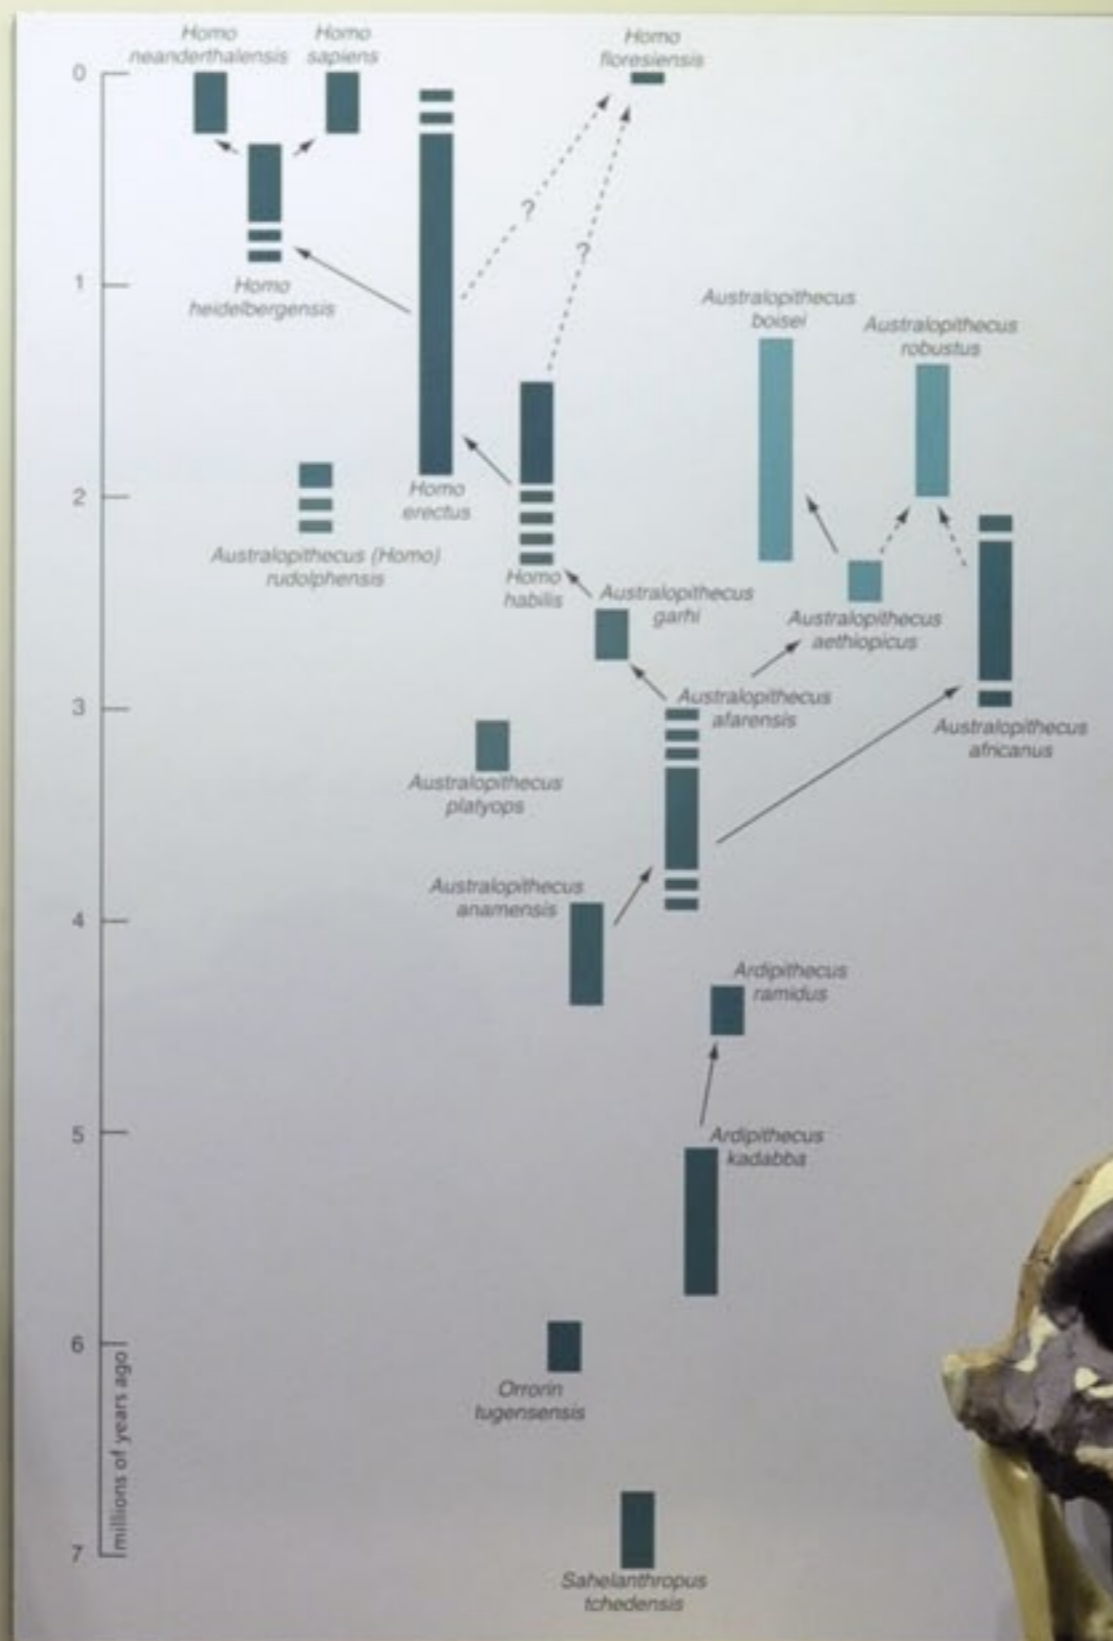 Homo
neanderthalensis
Homo
sapiens
Homo
floresiensis
0
?
?
1
Homo
heidelbergensis
Australopithecus
boisei
Australopithecus
robustus
2
Homo
erectus
Australopithecus (Homo)
rudolphensis
Homo
habilis
Australopithecus
garhi
Australopithecus
aethiopicus
3
Australopithecus
afarensis
Australopithecus
africanus
Australopithecus
platyops
Australopithecus
anamensis
4
Ardipithecus
ramidus
5
Ardipithecus
kadabba
6
millions of years ago
Orrorin
tugensensis
7
Sahelanthropus
tchedensis